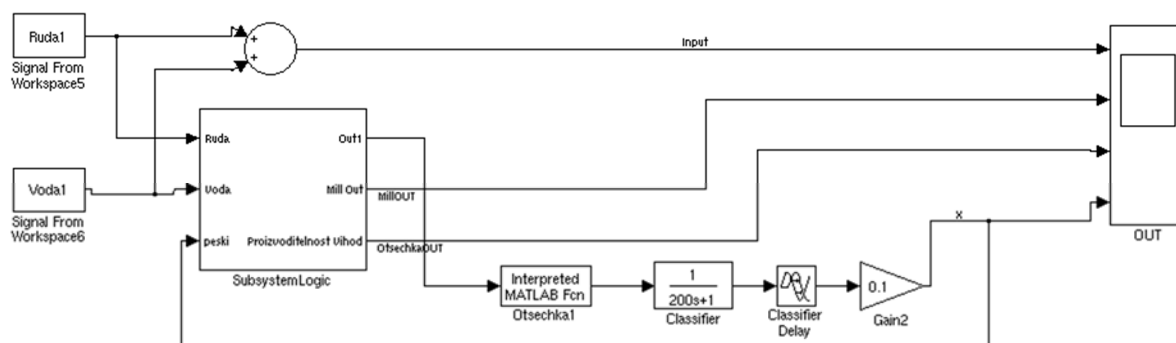 Ruda1
Signal From
Workspace5
+
+
Input
Voda1
Signal From
Workspace6
Ruda
Voda
peski
Out1
Mill Out
Proizvoditelnost Vihod
SubsystemLogic
MillOUT
OtsechkaOUT
Interpreted
MATLAB Fcn
Otsechka1
1
200s+1
Classifier
Classifier
Delay
0.1
Gain2
X
OUT